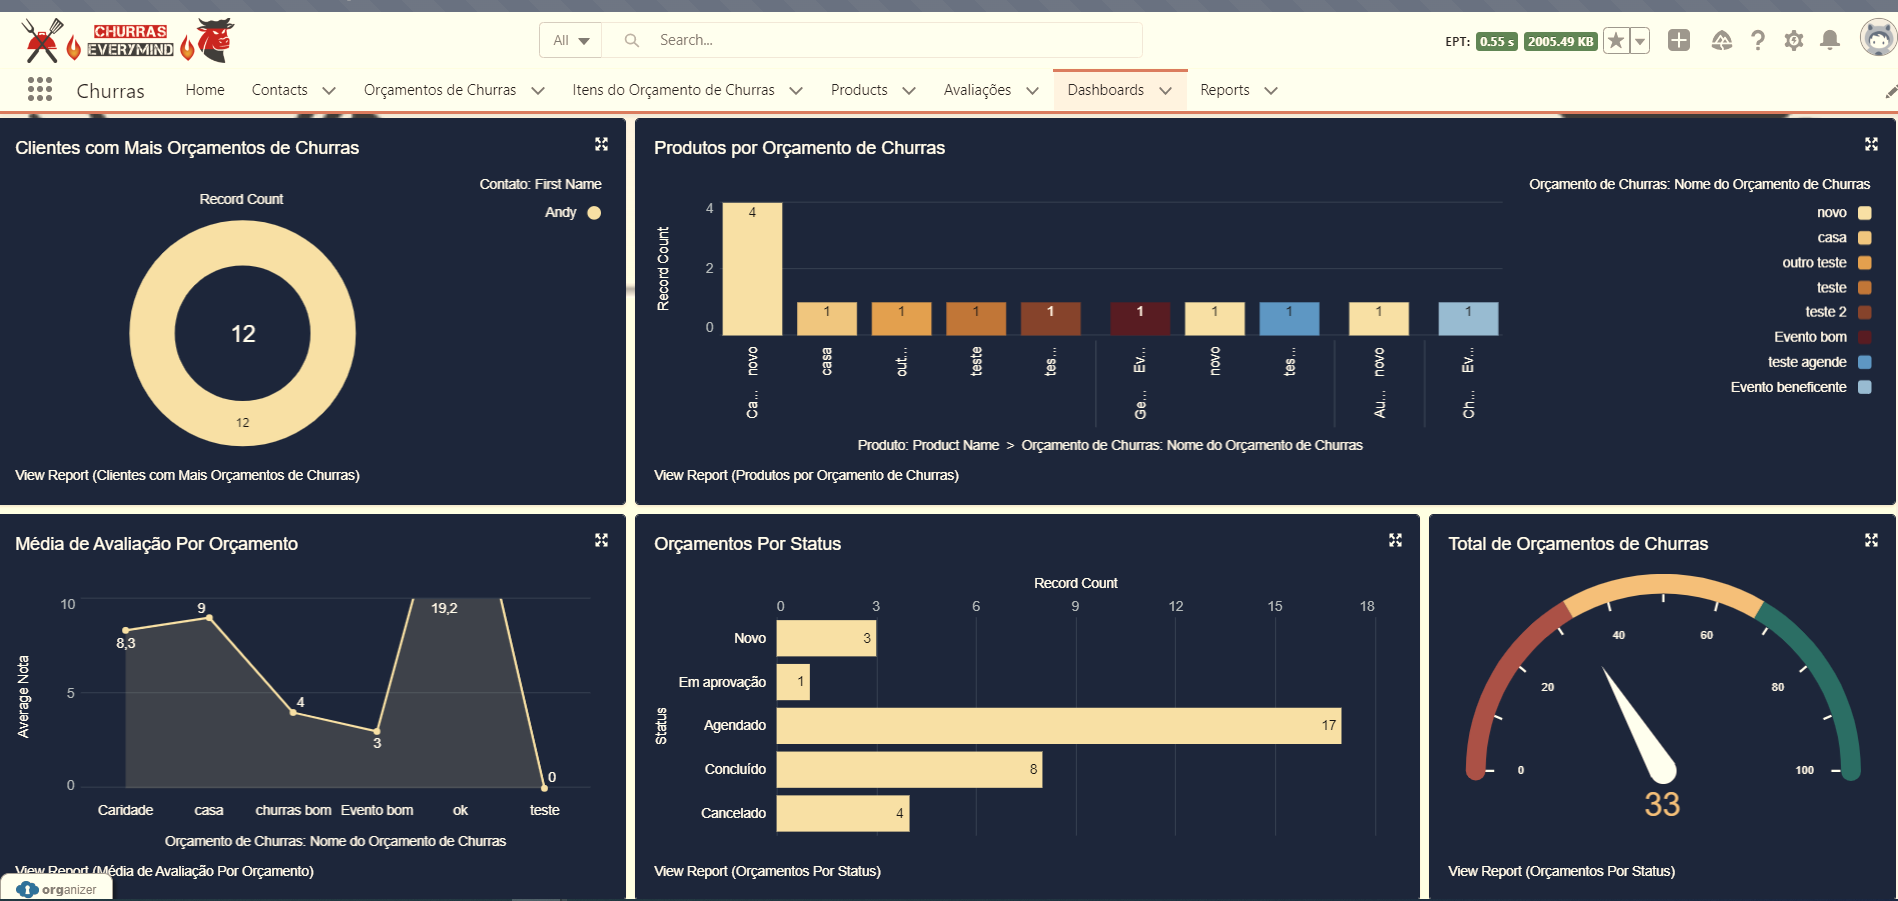 CHURRAS
EVERYMIND
All
Search...
EPT: 0.55 s 2005.49 KB
Churras
Home
Contacts
Orçamentos de Churras
Itens do Orçamento de Churras
Products
Avaliações
Dashboards
Reports
Clientes com Mais Orçamentos de Churras
Contato: First Name
Andy
Record Count
12
12
View Report (Clientes com Mais Orçamentos de Churras)
Produtos por Orçamento de Churras
Orçamento de Churras: Nome do Orçamento de Churras
novo
casa
outro teste
teste
teste 2
Evento bom
teste agende
Evento beneficente
Record Count
4
2
0
4
1
1
1
1
1
1
1
1
1
novo
casa
out...
teste
tes...
Ev...
novo
tes...
novo
Ev...
Ca...
Ge...
Au...
Ch...
Produto: Product Name > Orçamento de Churras: Nome do Orçamento de Churras
View Report (Produtos por Orçamento de Churras)
Média de Avaliação Por Orçamento
Average Nota
10
5
0
8,3
9
4
3
19,2
0
Caridade
casa
churras bom
Evento bom
ok
teste
Orçamento de Churras: Nome do Orçamento de Churras
View Report (Média de Avaliação Por Orçamento)
organizer
Orçamentos Por Status
Record Count
0
3
6
9
12
15
18
Status
Novo
3
Em aprovação
1
Agendado
17
Concluído
8
Cancelado
4
View Report (Orçamentos Por Status)
Total de Orçamentos de Churras
0
20
40
60
80
100
33
View Report (Orçamentos Por Status)